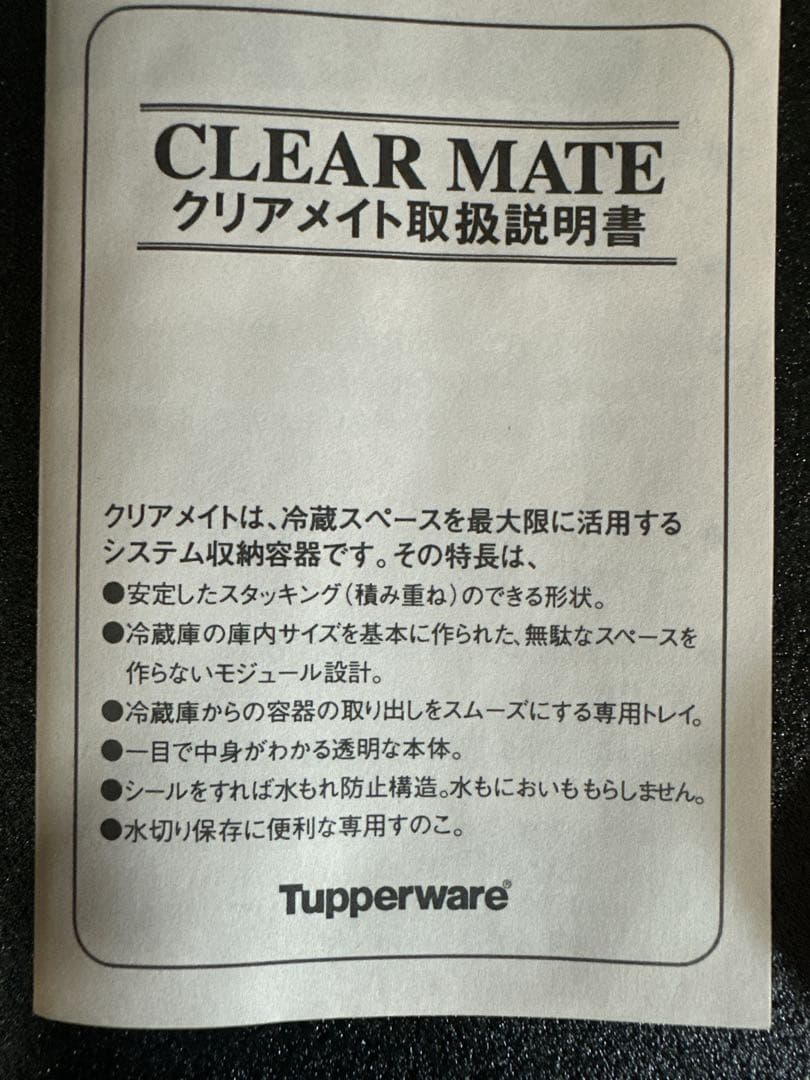 CLEAR MATE
クリアメイト取扱説明書
クリアメイトは、冷蔵スペースを最大限に活用する
システム収納容器です。その特長は、
●安定したスタッキング(積み重ね)のできる形状。
●冷蔵庫の庫内サイズを基本に作られた、無駄なスペースを
作らないモジュール設計。
●冷蔵庫からの容器の取り出しをスムーズにする専用トレイ。
●一目で中身がわかる透明な本体。
●シールをすれば水もれ防止構造。水もにおいももらしません。
●水切り保存に便利な専用すのこ。
Tupperware®